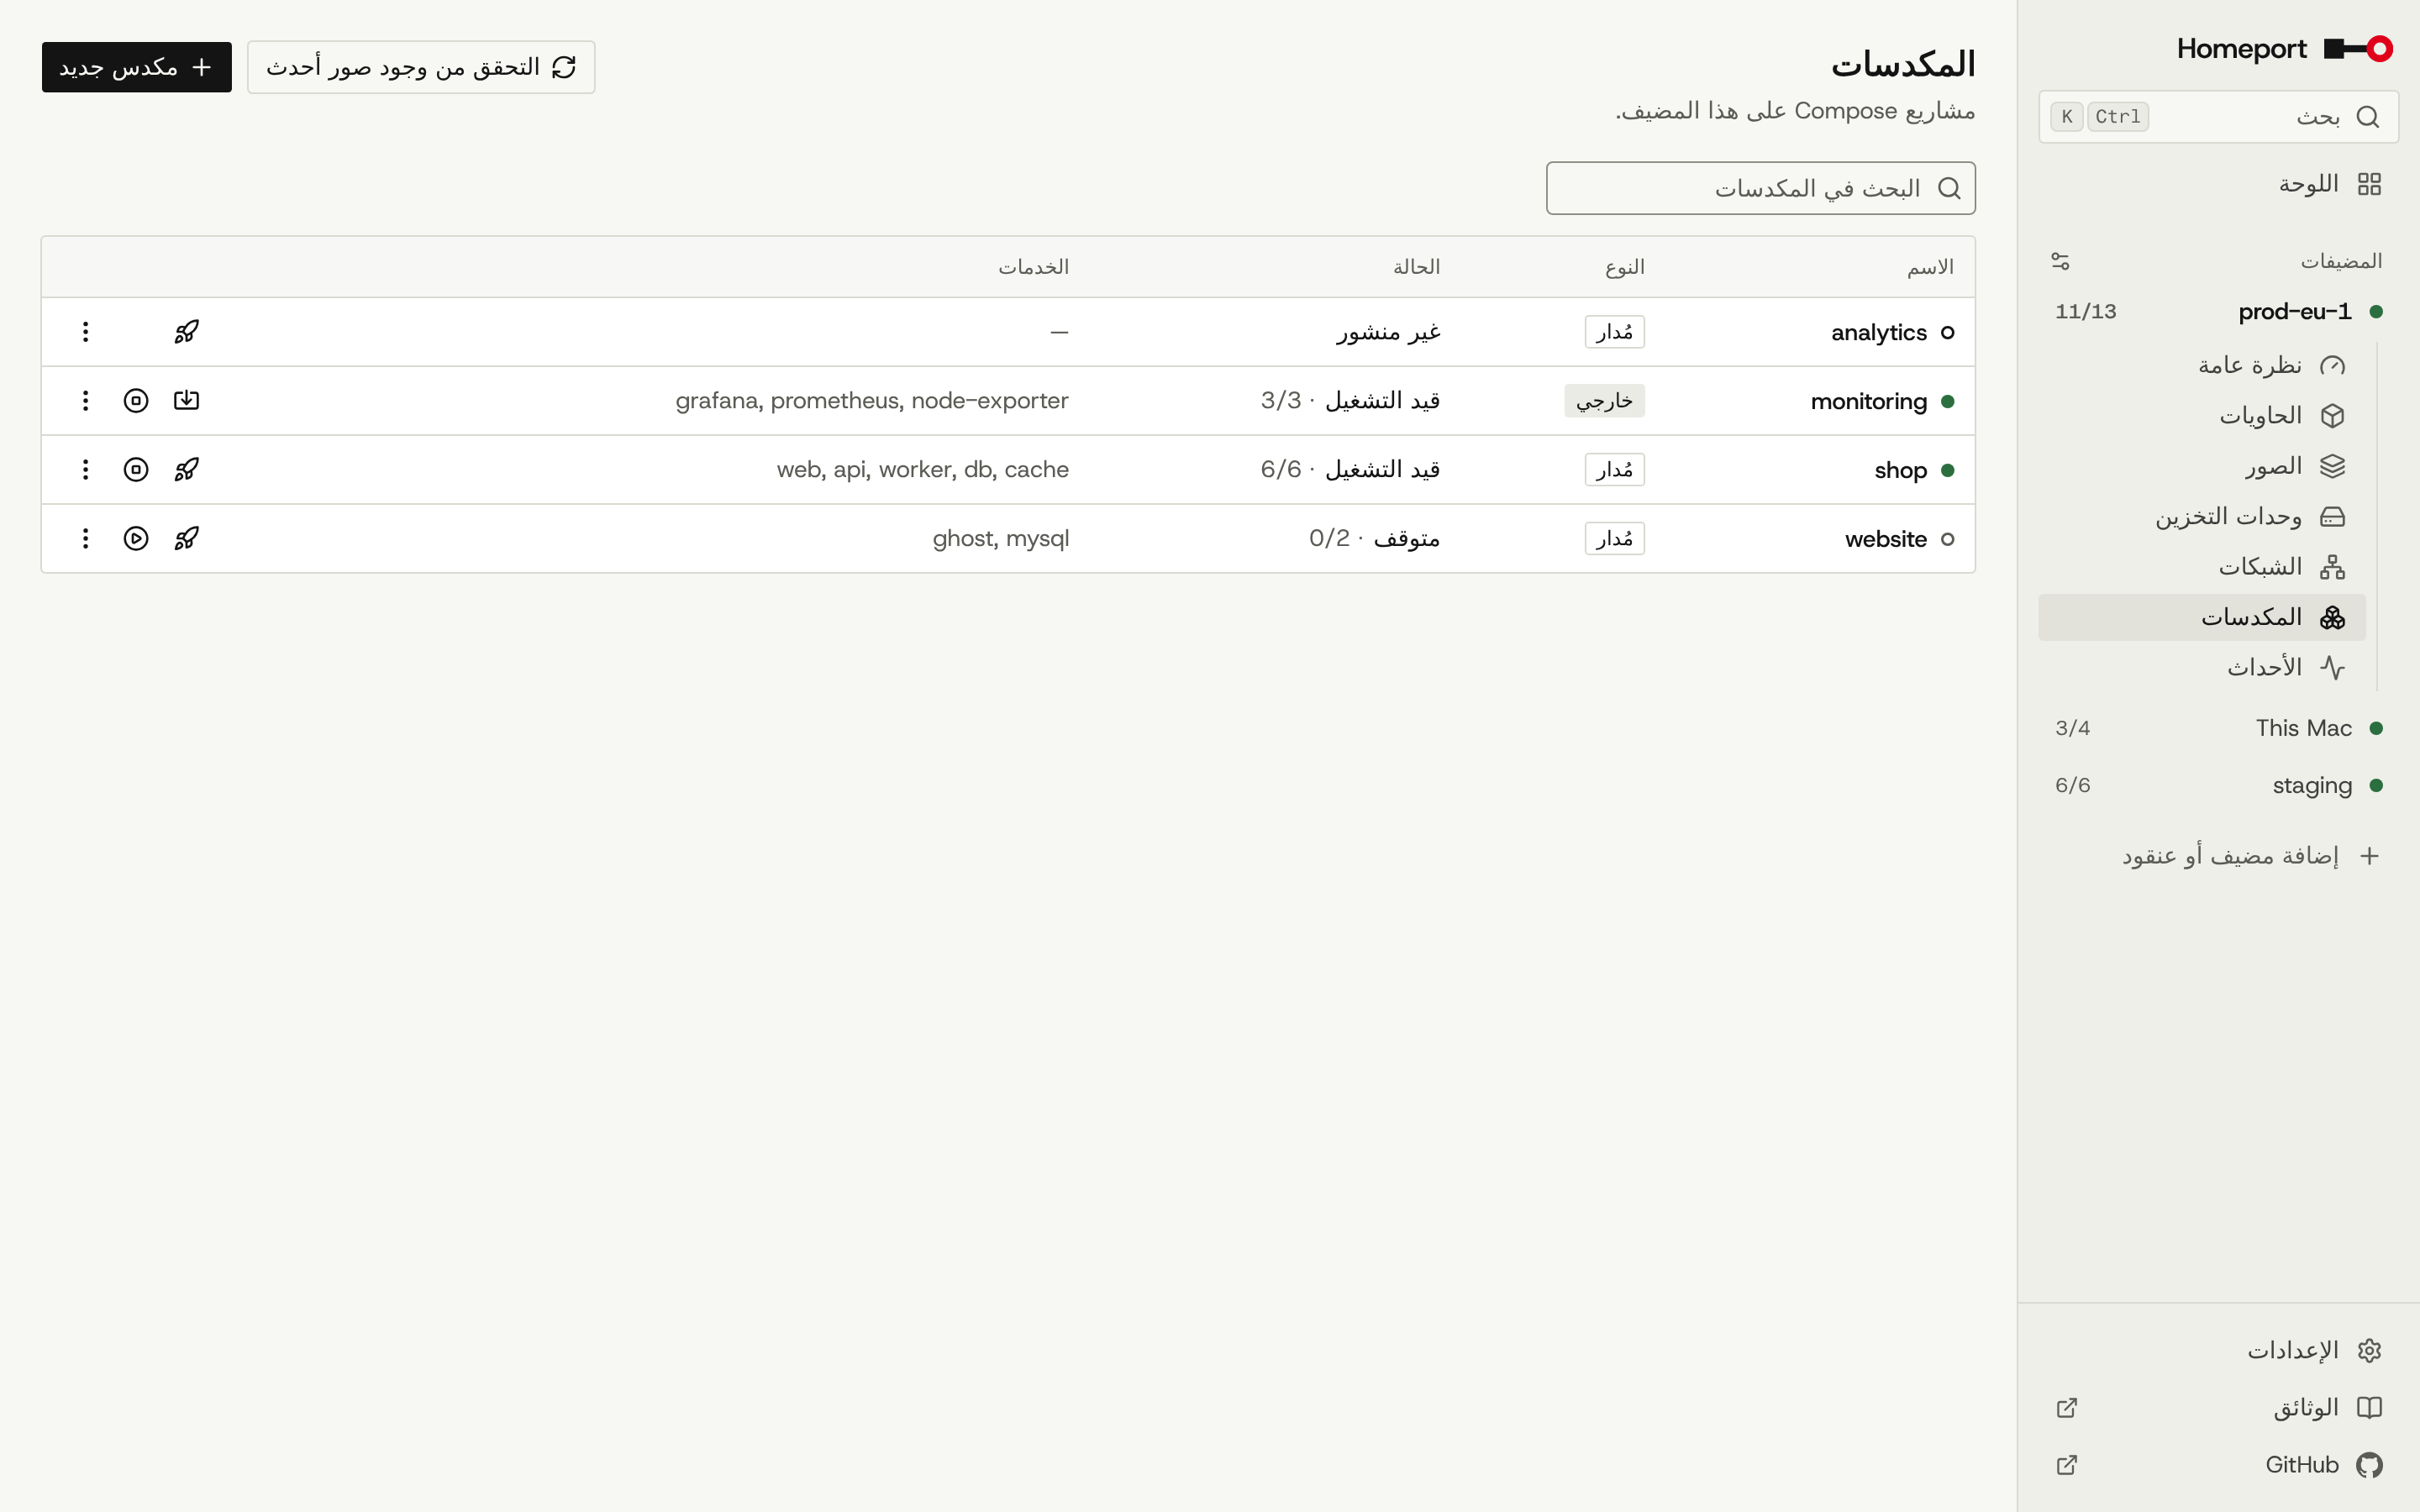 Homeport
بحث
Ctrl K
اللوحة
المضيفات
prod-eu-1 11/13
نظرة عامة
الحاويات
الصور
وحدات التخزين
الشبكات
المكدسات
الأحداث
This Mac 3/4
staging 6/6
إضافة مضيف أو عنقود
الإعدادات
الوثائق
GitHub
المكدسات
مشاريع Compose على هذا المضيف.
التحقق من وجود صور أحدث
مكدس جديد
البحث في المكدسات
الاسم النوع الحالة الخدمات
analytics مُدار غير منشور —
monitoring خارجي قيد التشغيل · 3/3 grafana, prometheus, node-exporter
shop مُدار قيد التشغيل · 6/6 web, api, worker, db, cache
website مُدار متوقف · 0/2 ghost, mysql